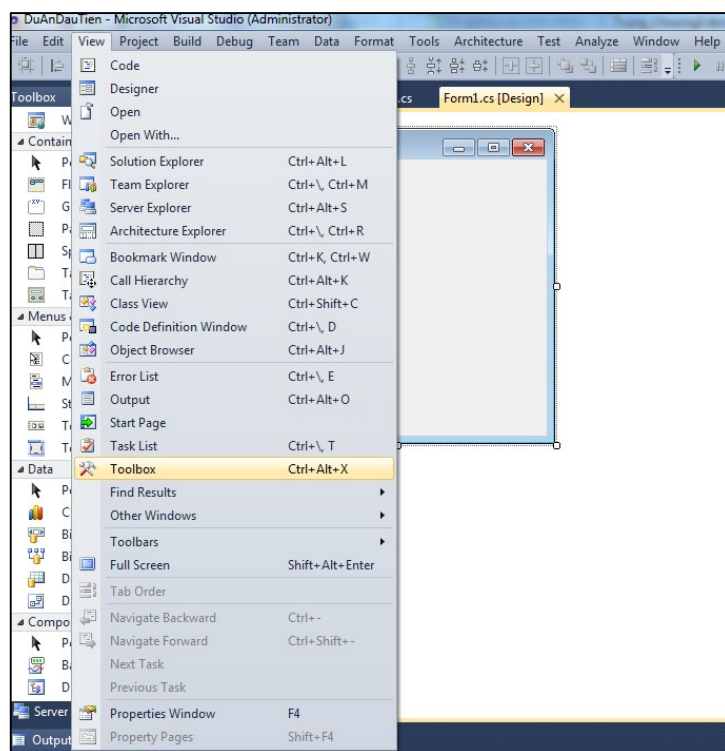 DuAnDauTien - Microsoft Visual Studio (Administrator)
File Edit View Project Build Debug Team Data Format Tools Architecture Test Analyze Window Help
Toolbox
.cs Form1.cs [Design]
Code
Designer
Open
Open With...
Solution Explorer Ctrl+Alt+L
Team Explorer Ctrl+\, Ctrl+M
Server Explorer Ctrl+Alt+S
Architecture Explorer Ctrl+\, Ctrl+R
Bookmark Window Ctrl+K, Ctrl+W
Call Hierarchy Ctrl+Alt+K
Class View Ctrl+Shift+C
Code Definition Window Ctrl+\, D
Object Browser Ctrl+Alt+J
Error List Ctrl+\, E
Output Ctrl+Alt+O
Start Page
Task List Ctrl+\, T
Toolbox Ctrl+Alt+X
Find Results
Other Windows
Toolbars
Full Screen Shift+Alt+Enter
Tab Order
Navigate Backward Ctrl+-
Navigate Forward Ctrl+Shift+-
Next Task
Previous Task
Properties Window F4
Property Pages Shift+F4
Contain
Menus
Data
Compo
Server
Output